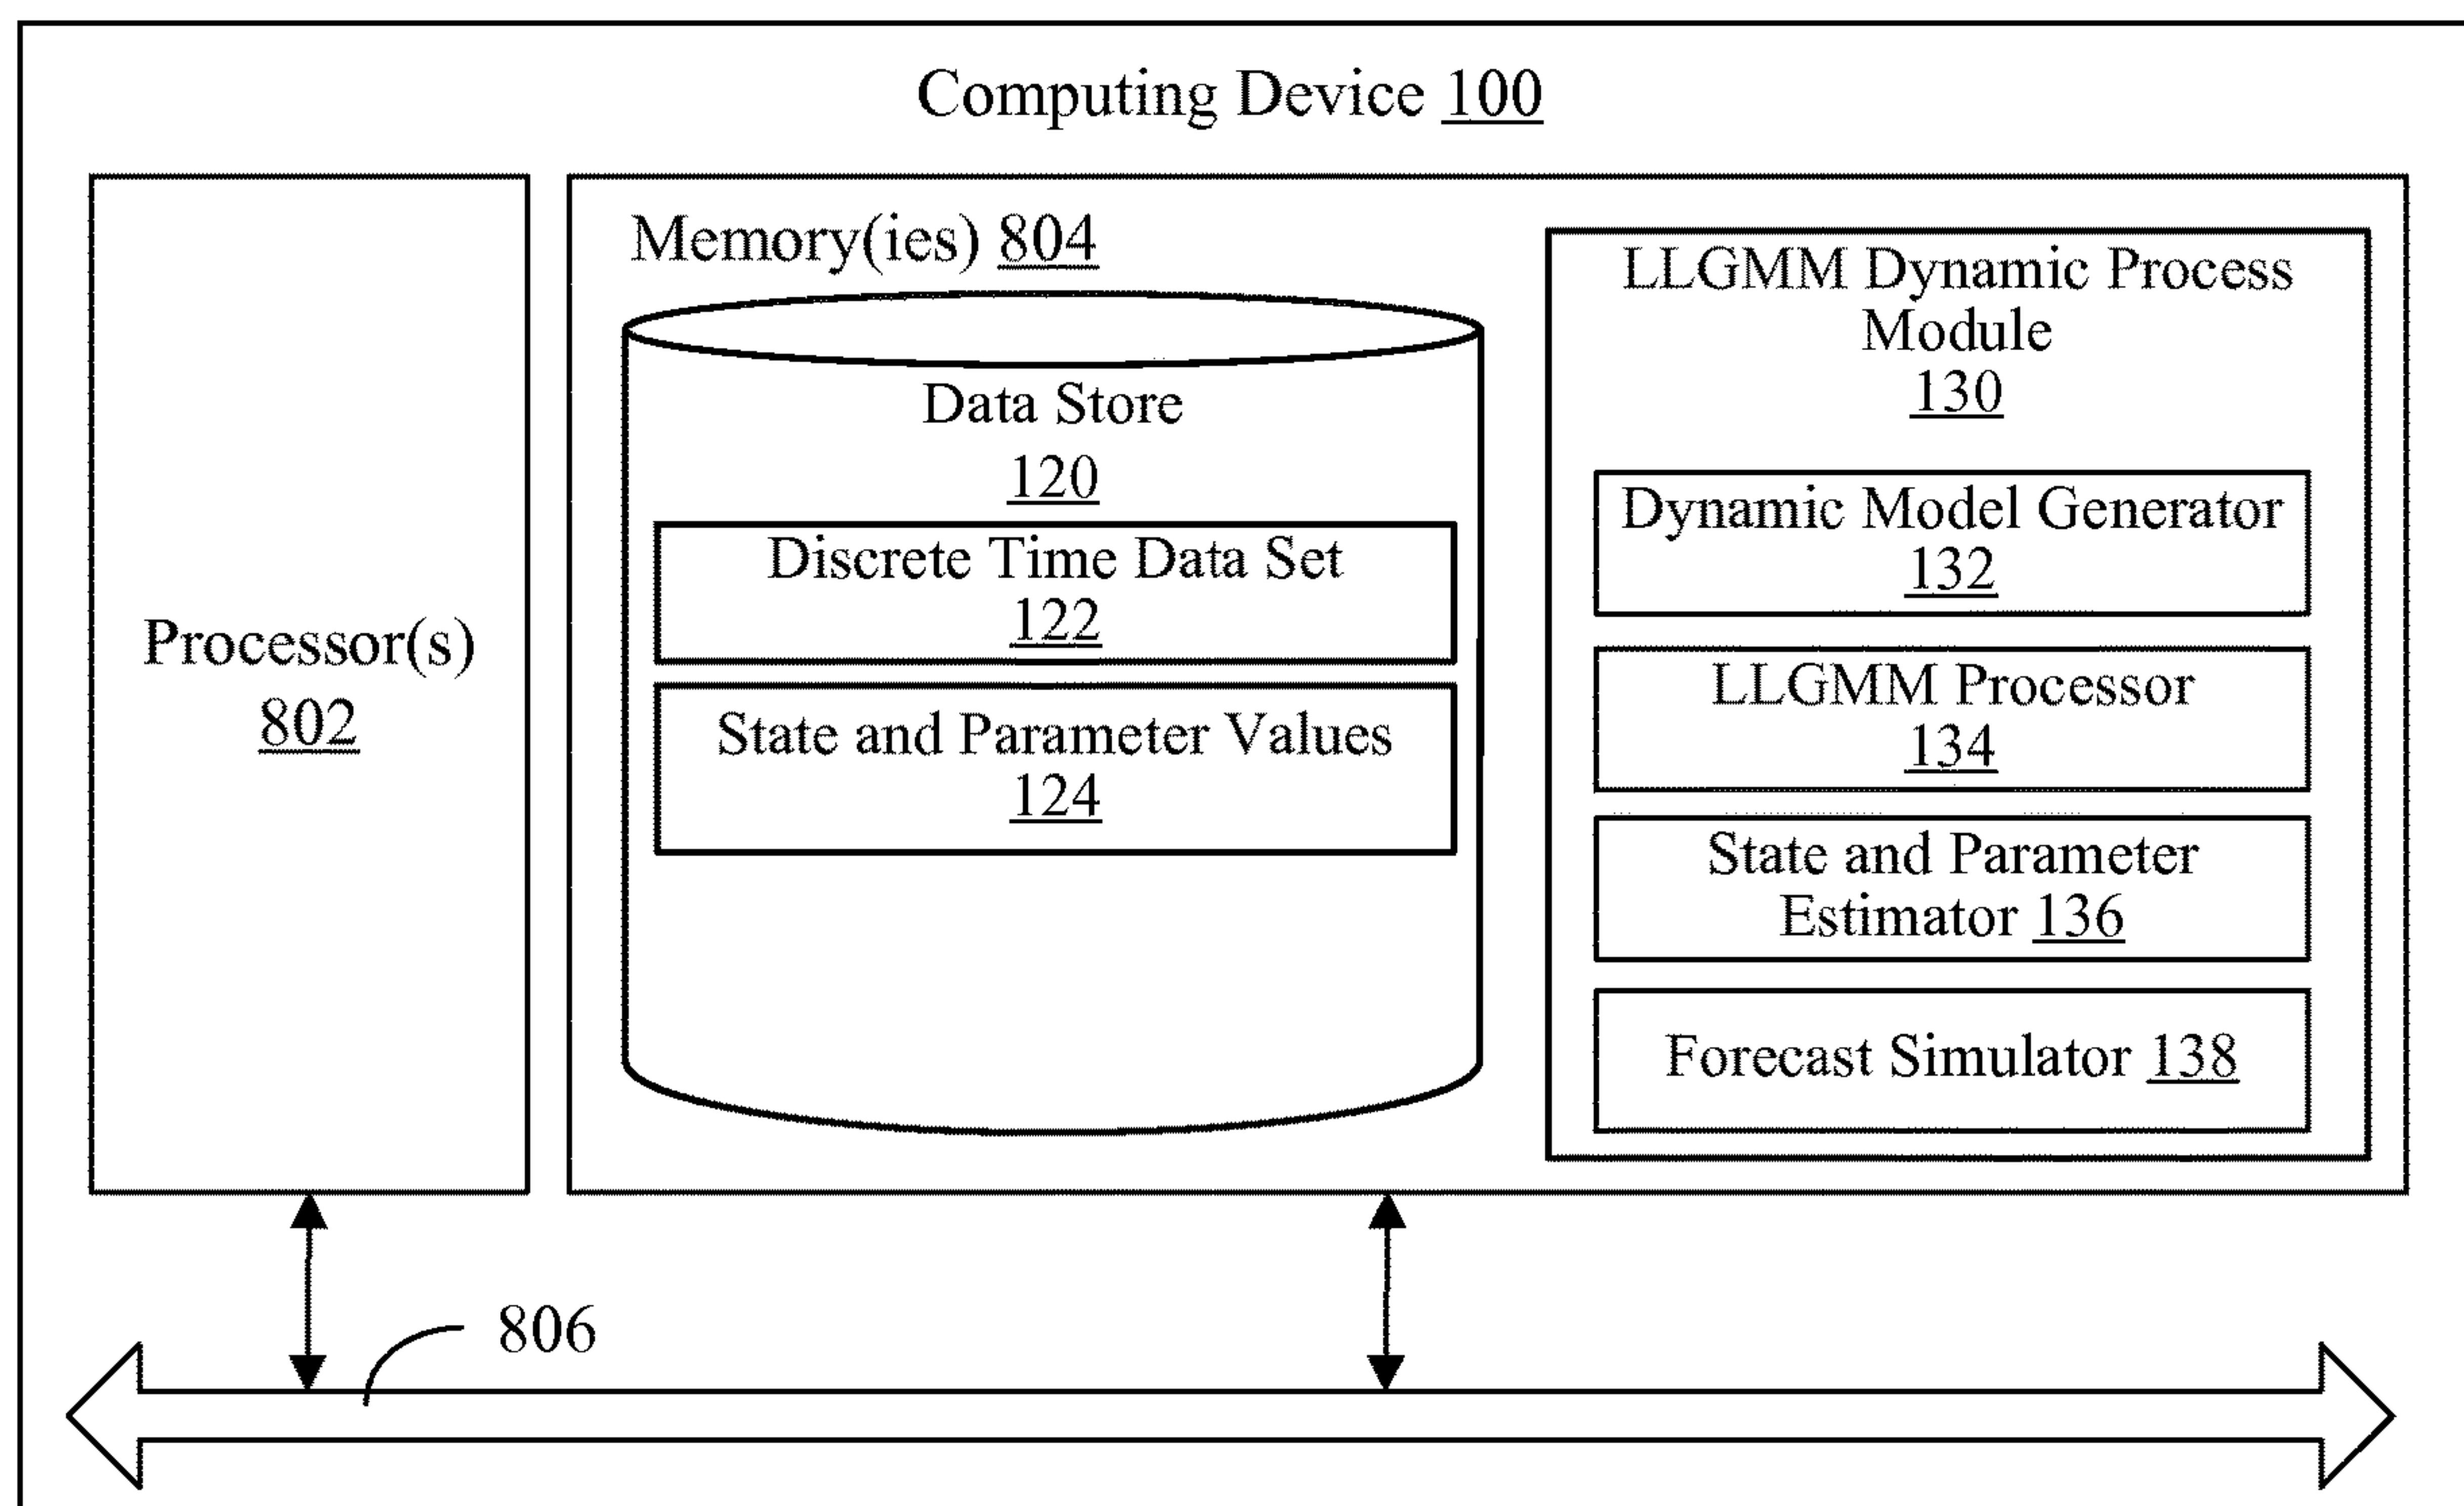 Computing Device 100
Processor(s)
802
Memory(ies) 804
Data Store
120
Discrete Time Data Set
122
State and Parameter Values
124
LLGMM Dynamic Process
Module
130
Dynamic Model Generator
132
LLGMM Processor
134
State and Parameter
Estimator 136
Forecast Simulator 138
806